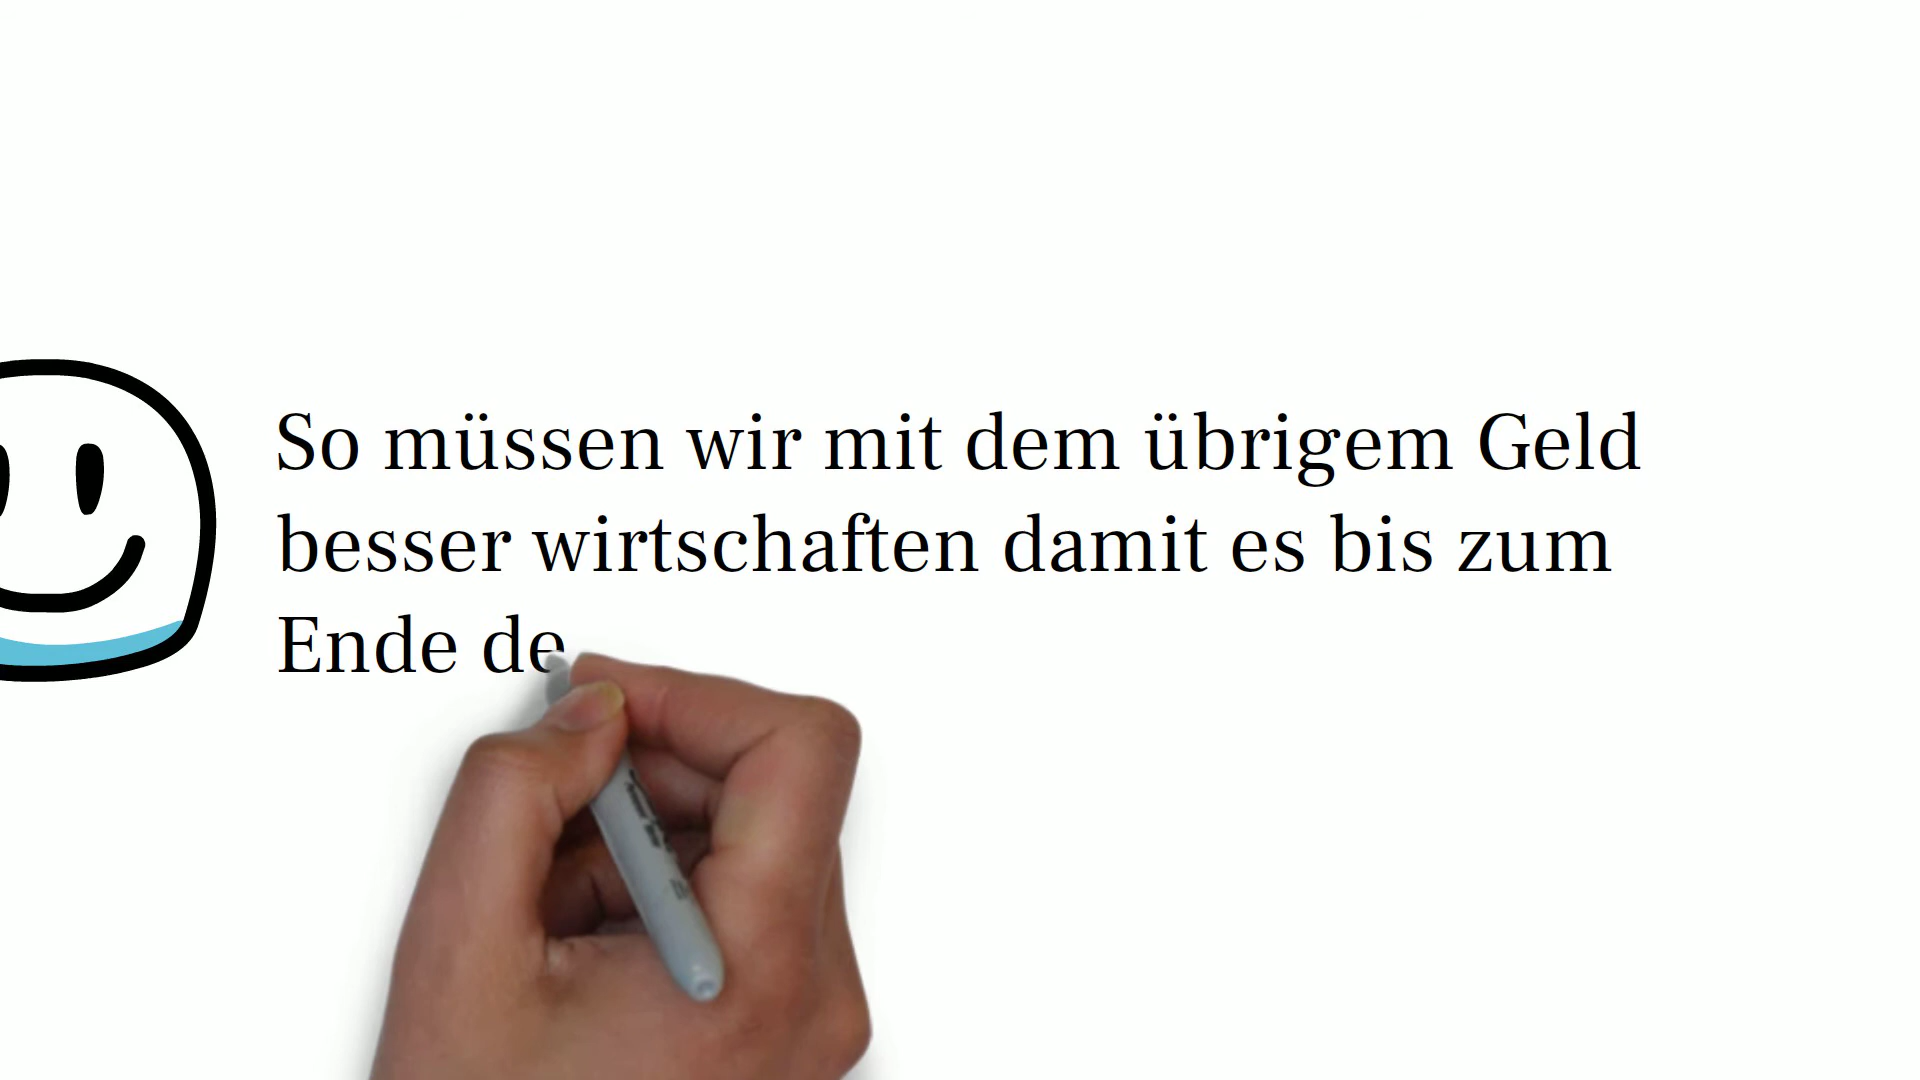 So müssen wir mit dem übrigem Geld
besser wirtschaften damit es bis zum
Ende de